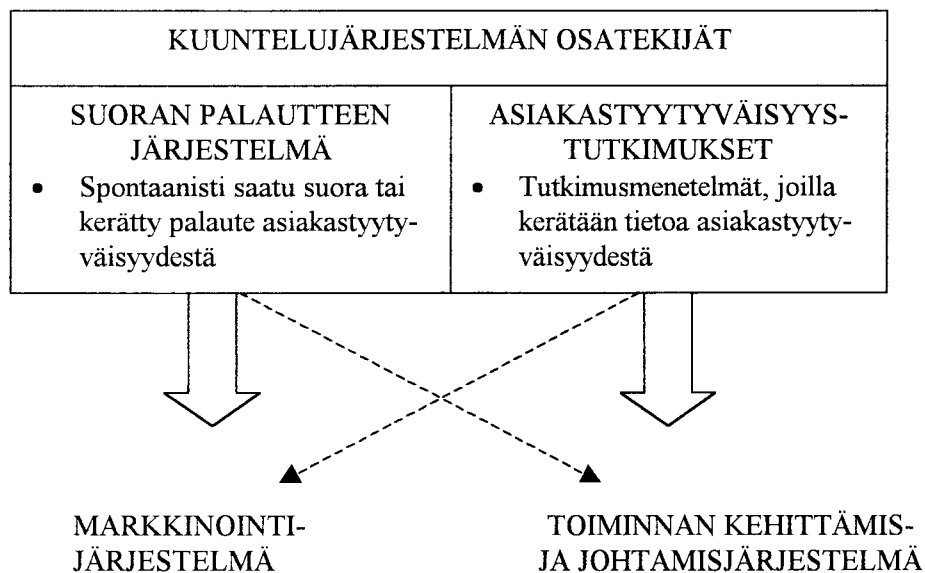 KUUNTELUJÄRJESTELMÄN OSATEKIJÄT
SUORAN PALAUTTEEN
JÄRJESTELMÄ
• Spontaanisti saatu suora tai
kerätty palaute asiakastyyty-
väisyydestä
ASIAKASTYYTYVÄISYYS-
TUTKIMUKSET
• Tutkimusmenetelmät, joilla
kerätään tietoa asiakastyyty-
väisyydestä
MARKKINOINTI-
JÄRJESTELMÄ
TOIMINNAN KEHITTÄMIS-
JA JOHTAMISJÄRJESTELMÄ